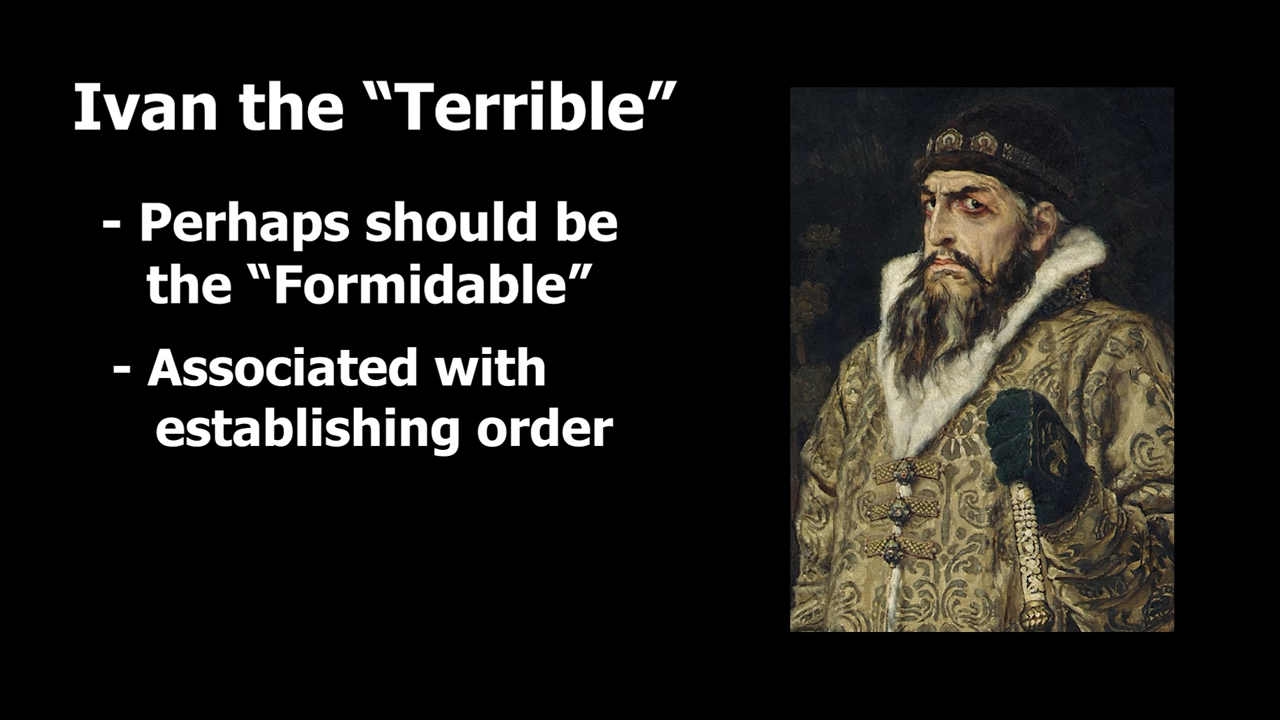 Ivan the “Terrible”
- Perhaps should be
the “Formidable”
- Associated with
establishing order